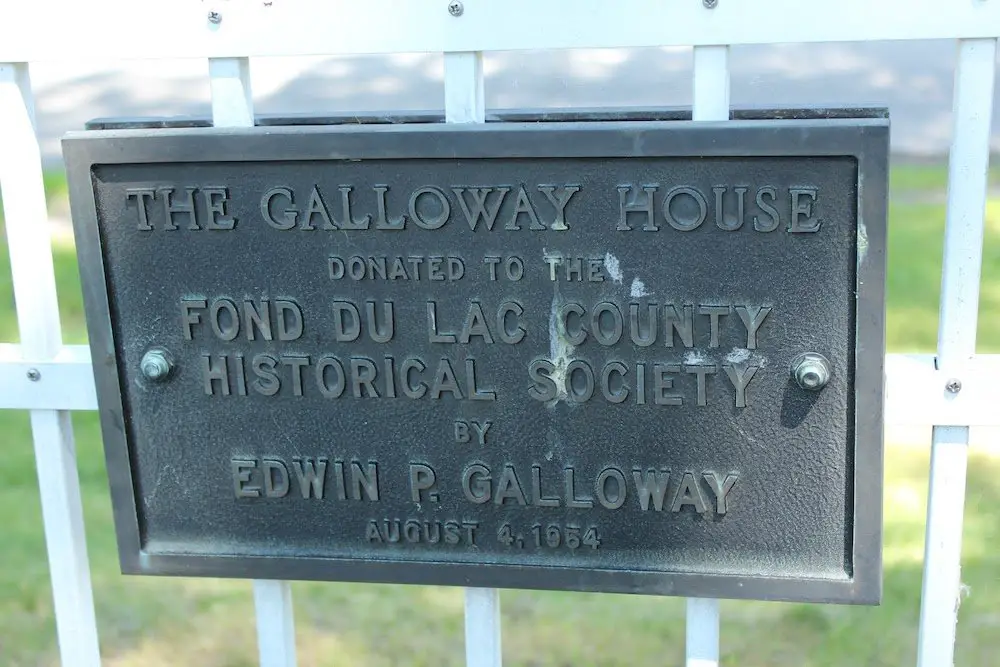 THE GALLOWAY HOUSE
DONATED TO THE
FOND DU LAC COUNTY
HISTORICAL SOCIETY
BY
EDWIN P. GALLOWAY
AUGUST 4, 1954